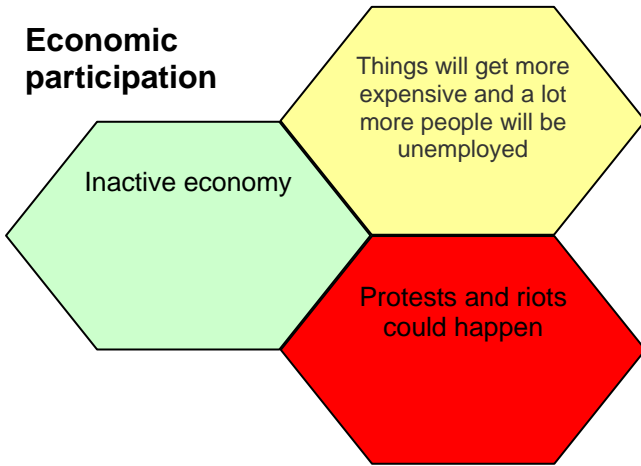 Economic
participation
Things will get more
expensive and a lot
more people will be
unemployed
Inactive economy
Protests and riots
could happen